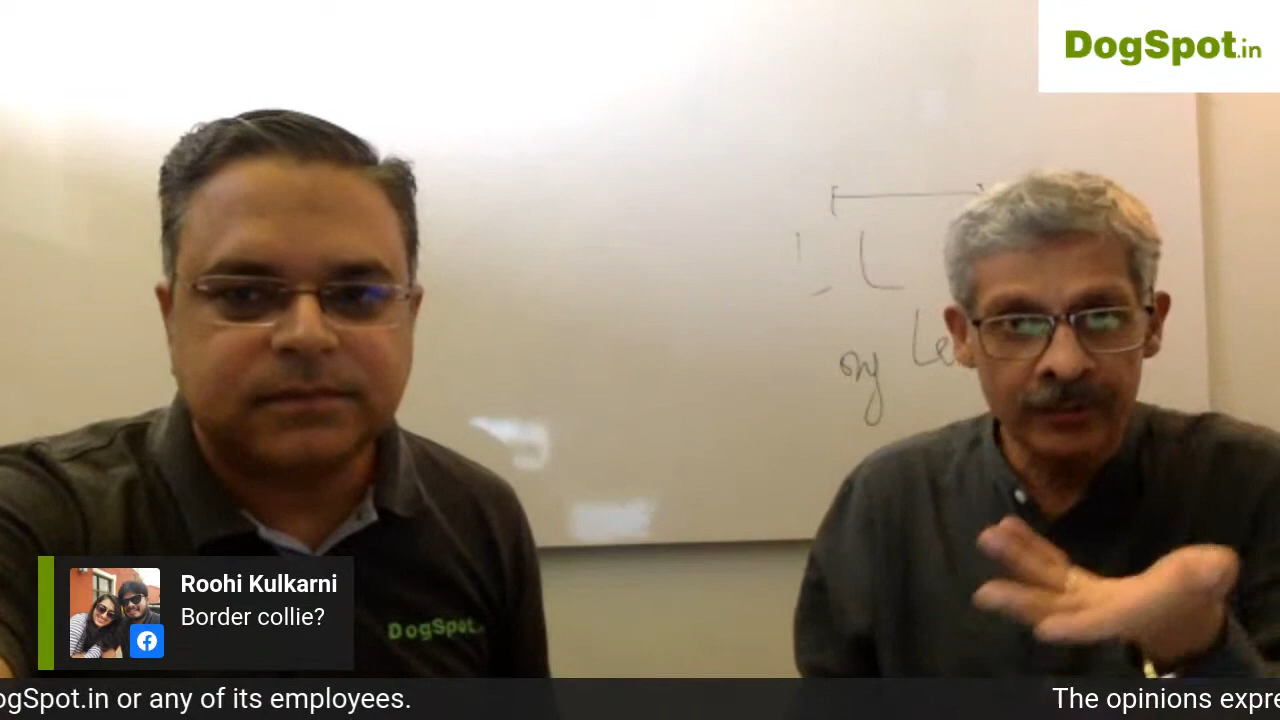 DogSpot.in
Roohi Kulkarni
Border collie?
DogSpot.
ogSpot.in or any of its employees.
The opinions expre